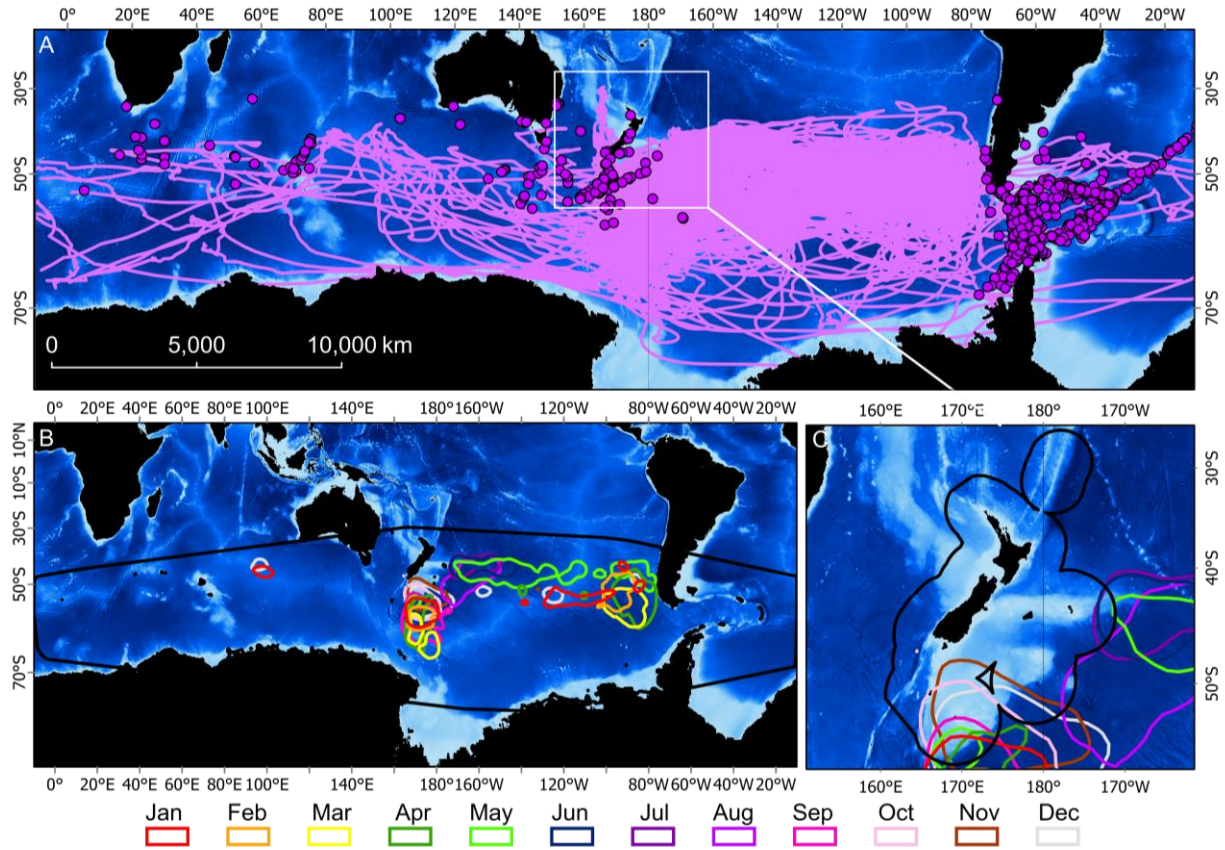 0° 20°E 40°E 60°E 80°E 100°E 120°E 140°E 160°E 180° 160°W 140°W 120°W 100°W 80°W 60°W 40°W 20°W
A
30°S 30°S
50°S 50°S
70°S 70°S
0 5,000 10,000 km
0° 20°E 40°E 60°E 80°E 100°E 140°E 180° 160°W 120°W 80°W 60°W 40°W 20°W
B C
160°E 170°E 180° 170°W
10°N
10°S
30°S
50°S
70°S
30°S
40°S
50°S
0° 20°E 40°E 60°E 80°E 100°E 140°E 180° 160°W 120°W 80°W 60°W 40°W 20°W
160°E 170°E 180° 170°W
Jan Feb Mar Apr May Jun Jul Aug Sep Oct Nov Dec